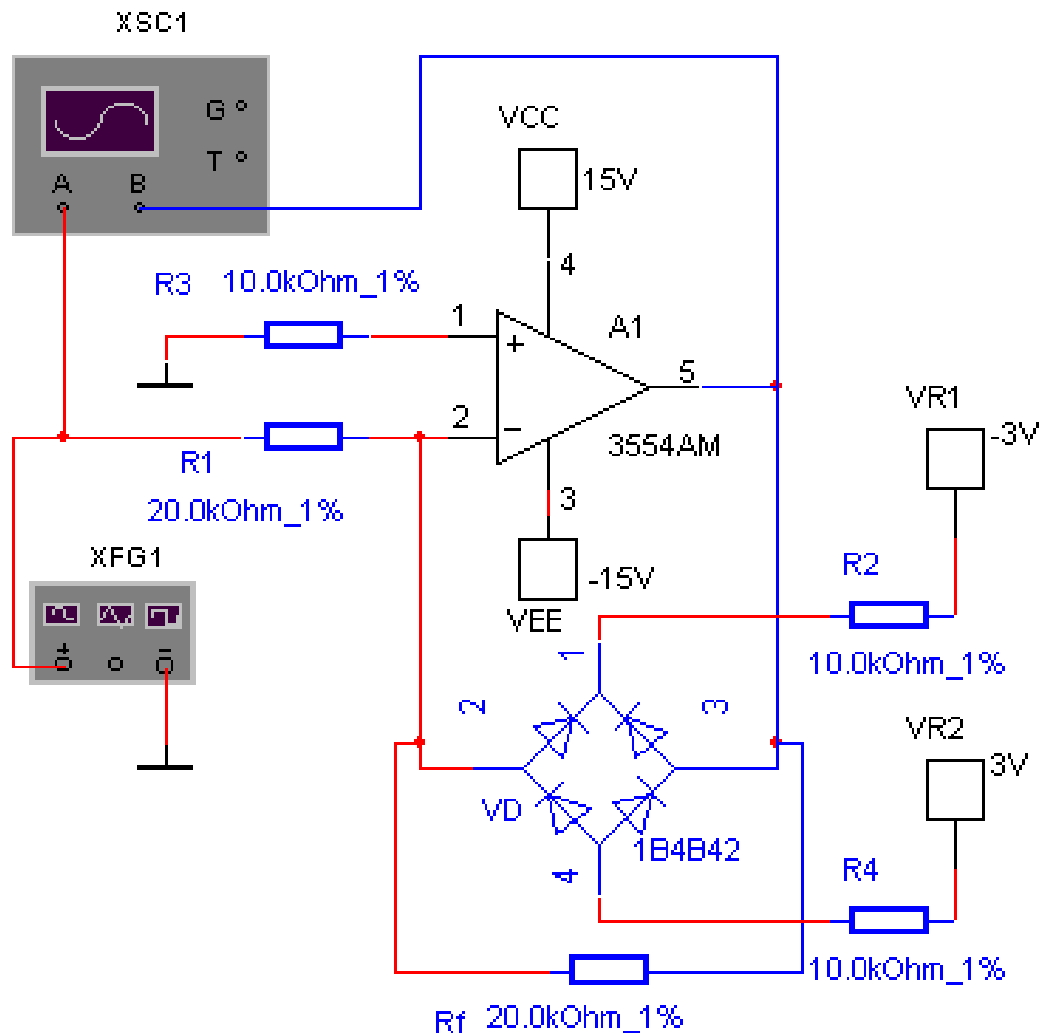 XSC1
G
T
A B
VCC
15V
4
R3 10.0kOhm_1%
1
+
A1
5
2
−
R1
3554AM
20.0kOhm_1%
3
-15V
VEE
XFG1
+
−
VR1
-3V
R2
10.0kOhm_1%
1
2
3
VD
1B4B42
4
VR2
3V
R4
10.0kOhm_1%
Rf 20.0kOhm_1%